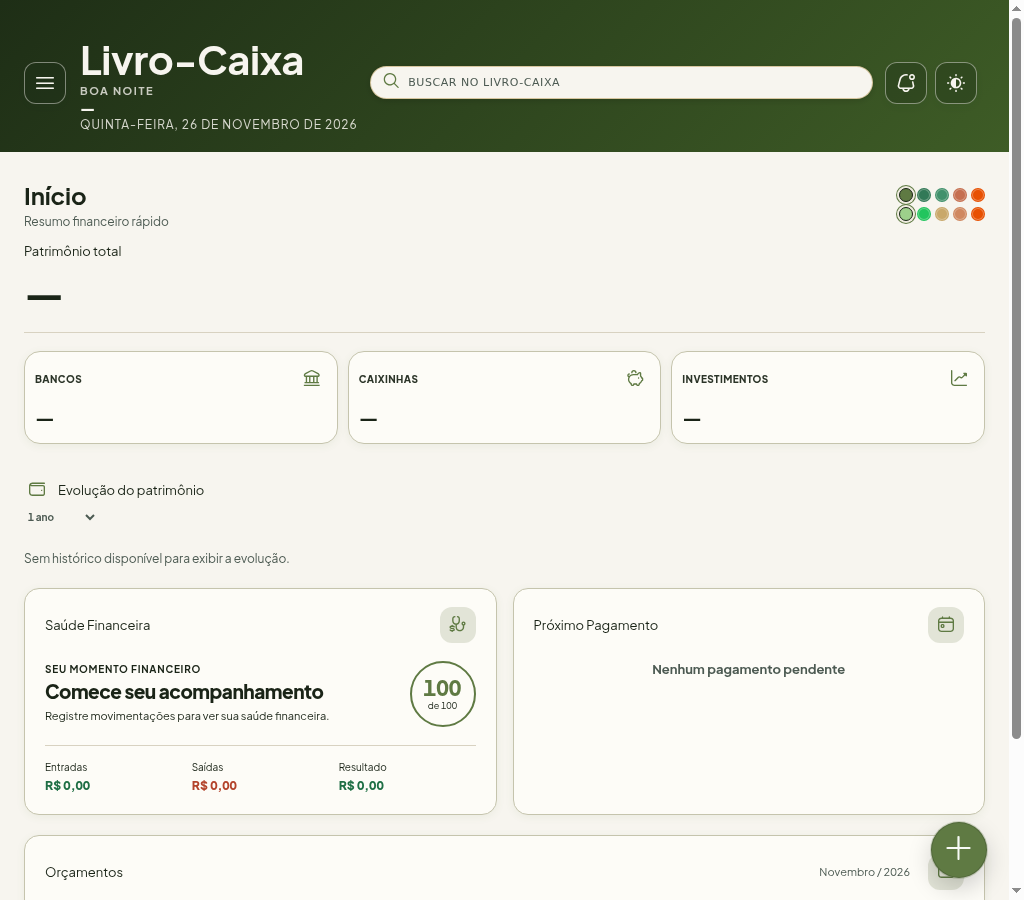 Livro-Caixa
BOA NOITE
—
QUINTA-FEIRA, 26 DE NOVEMBRO DE 2026
BUSCAR NO LIVRO-CAIXA
Início
Resumo financeiro rápido
Patrimônio total
—
BANCOS
—
CAIXINHAS
—
INVESTIMENTOS
—
Evolução do patrimônio
1 ano
Sem histórico disponível para exibir a evolução.
Saúde Financeira
SEU MOMENTO FINANCEIRO
Comece seu acompanhamento
Registre movimentações para ver sua saúde financeira.
100
de 100
Entradas
R$ 0,00
Saídas
R$ 0,00
Resultado
R$ 0,00
Próximo Pagamento
Nenhum pagamento pendente
Orçamentos
Novembro / 2026